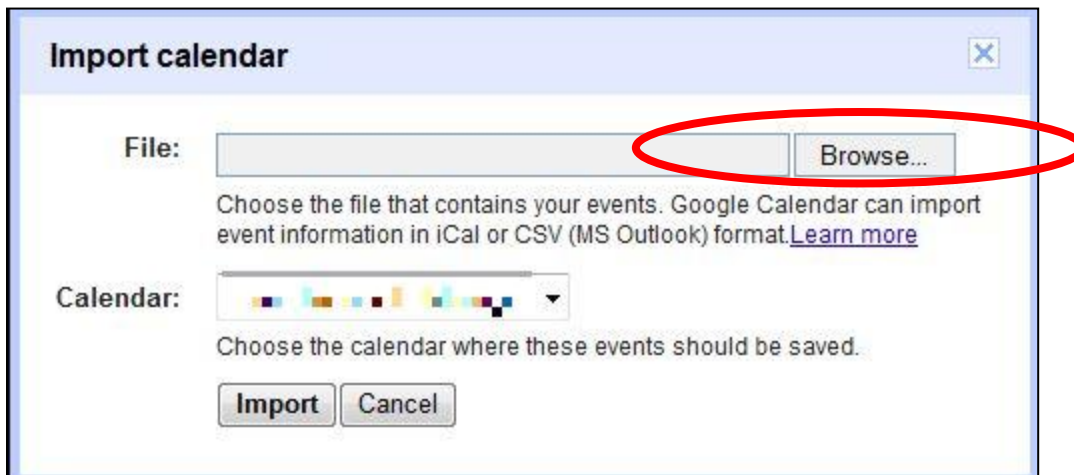 Import calendar
File:
Browse...
Choose the file that contains your events. Google Calendar can import
event information in iCal or CSV (MS Outlook) format.Learn more
Calendar:
Choose the calendar where these events should be saved.
Import Cancel